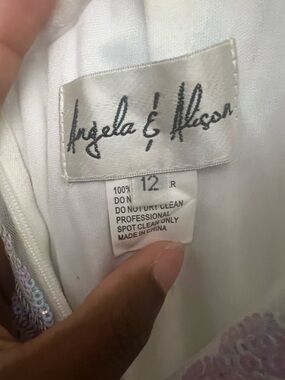 Angela & Alison
12
100% R
DO N
DO NOT DRY CLEAN
PROFESSIONAL
SPOT CLEAN ONLY
MADE IN CHINA